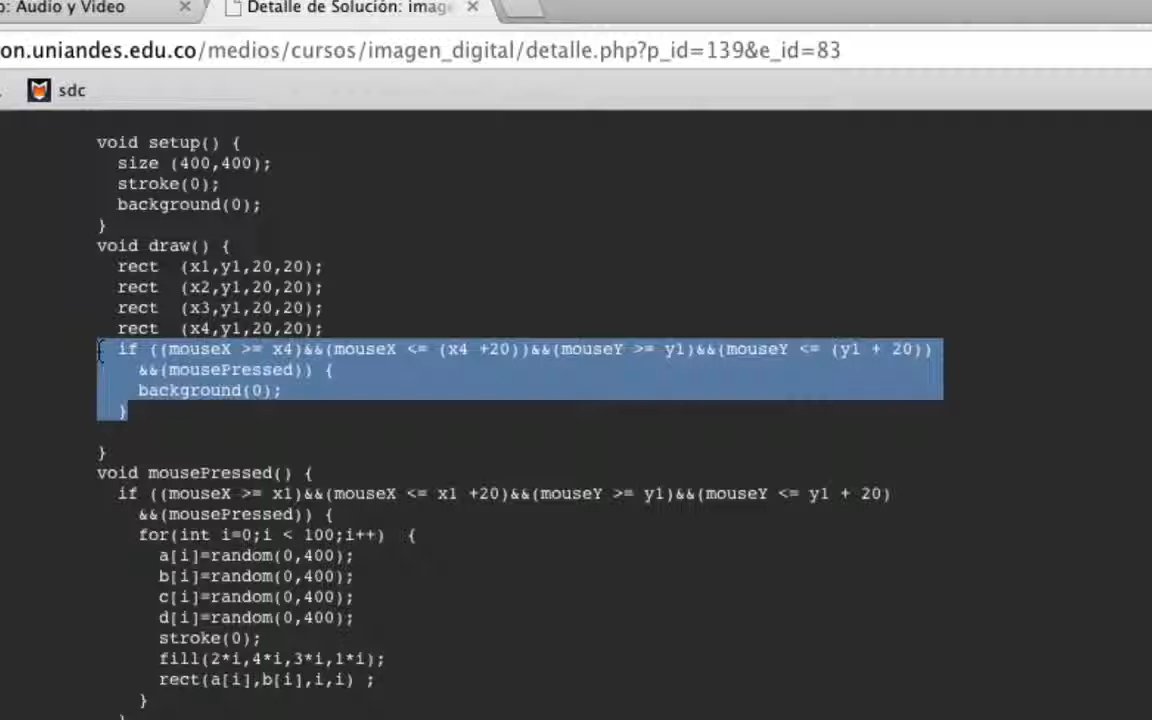 o: Audio y Video
Detalle de Solución: imag
on.uniandes.edu.co/medios/cursos/imagen_digital/detalle.php?p_id=139&e_id=83
sdc
void setup() {
size (400,400);
stroke(0);
background(0);
}
void draw() {
rect  (x1,y1,20,20);
rect  (x2,y1,20,20);
rect  (x3,y1,20,20);
rect  (x4,y1,20,20);
if ((mouseX >= x4)&&(mouseX <= (x4 +20))&&(mouseY >= y1)&&(mouseY <= (y1 + 20))
&&(mousePressed)) {
background(0);
}
}
void mousePressed() {
if ((mouseX >= x1)&&(mouseX <= x1 +20)&&(mouseY >= y1)&&(mouseY <= y1 + 20)
&&(mousePressed)) {
for(int i=0;i < 100;i++)  {
a[i]=random(0,400);
b[i]=random(0,400);
c[i]=random(0,400);
d[i]=random(0,400);
stroke(0);
fill(2*i,4*i,3*i,1*i);
rect(a[i],b[i],i,i) ;
}
}